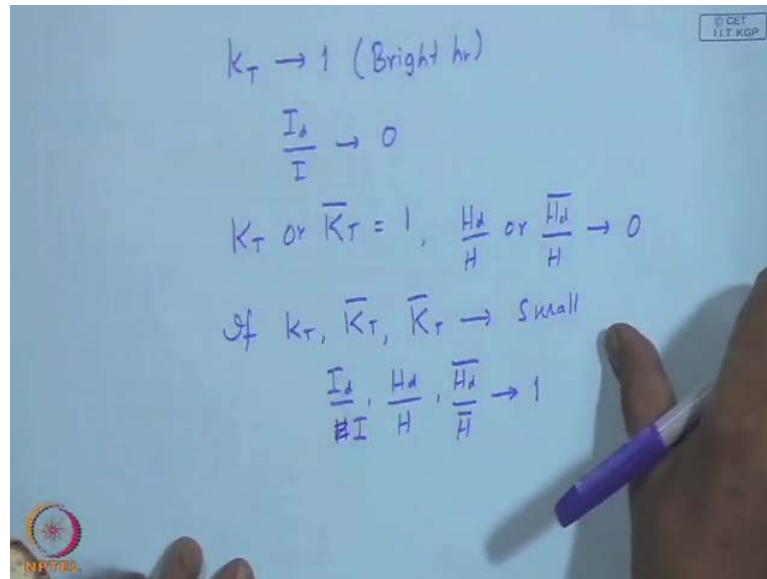 © CET
I.I.T. KGP
k_T → 1 (Bright hr)
I_d / I → 0
K_T or K̅_T = 1, H_d / H or H̅_d / H → 0
If k_T, K̅_T, K̅_T → Small
I_d / I, H_d / H, H̅_d / H̅ → 1
NPTEL